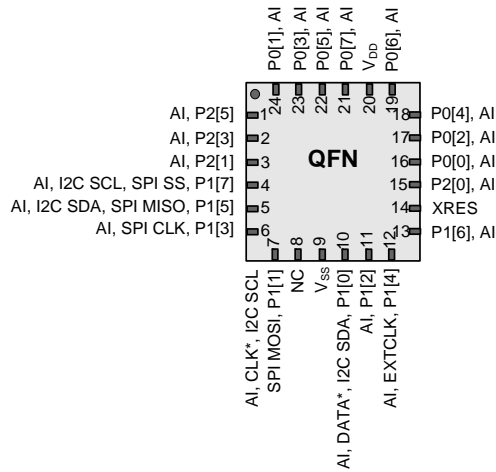 P0[1], AI
P0[3], AI
P0[5], AI
P0[7], AI
VDD
P0[6], AI
24
23
22
21
20
19
AI, P2[5]
1
AI, P2[3]
2
AI, P2[1]
3
AI, I2C SCL, SPI SS, P1[7]
4
AI, I2C SDA, SPI MISO, P1[5]
5
AI, SPI CLK, P1[3]
6
QFN
18
P0[4], AI
17
P0[2], AI
16
P0[0], AI
15
P2[0], AI
14
XRES
13
P1[6], AI
7
8
9
10
11
12
AI, CLK*, I2C SCL
SPI MOSI, P1[1]
NC
VSS
AI, DATA*, I2C SDA, P1[0]
AI, P1[2]
AI, EXTCLK, P1[4]